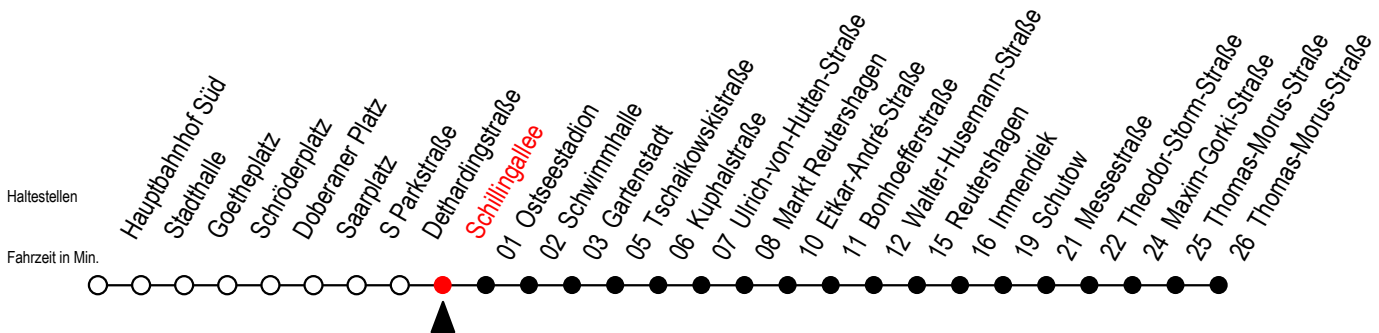 Hauptbahnhof Süd
Stadthalle
Goetheplatz
Schröderplatz
Doberaner Platz
Saarplatz
S Parkstraße
Dethardingstraße
Schillingallee
01 Ostseestadion
02 Schwimmhalle
03 Gartenstadt
05 Tschaikowskistraße
06 Kuphalstraße
07 Ulrich-von-Hutten-Straße
08 Markt Reutershagen
10 Etkar-André-Straße
11 Bonhoefferstraße
12 Walter-Husemann-Straße
15 Reutershagen
16 Immendiek
19 Schutow
21 Messestraße
22 Theodor-Storm-Straße
24 Maxim-Gorki-Straße
25 Thomas-Morus-Straße
26 Thomas-Morus-Straße
Haltestellen
Fahrzeit in Min.